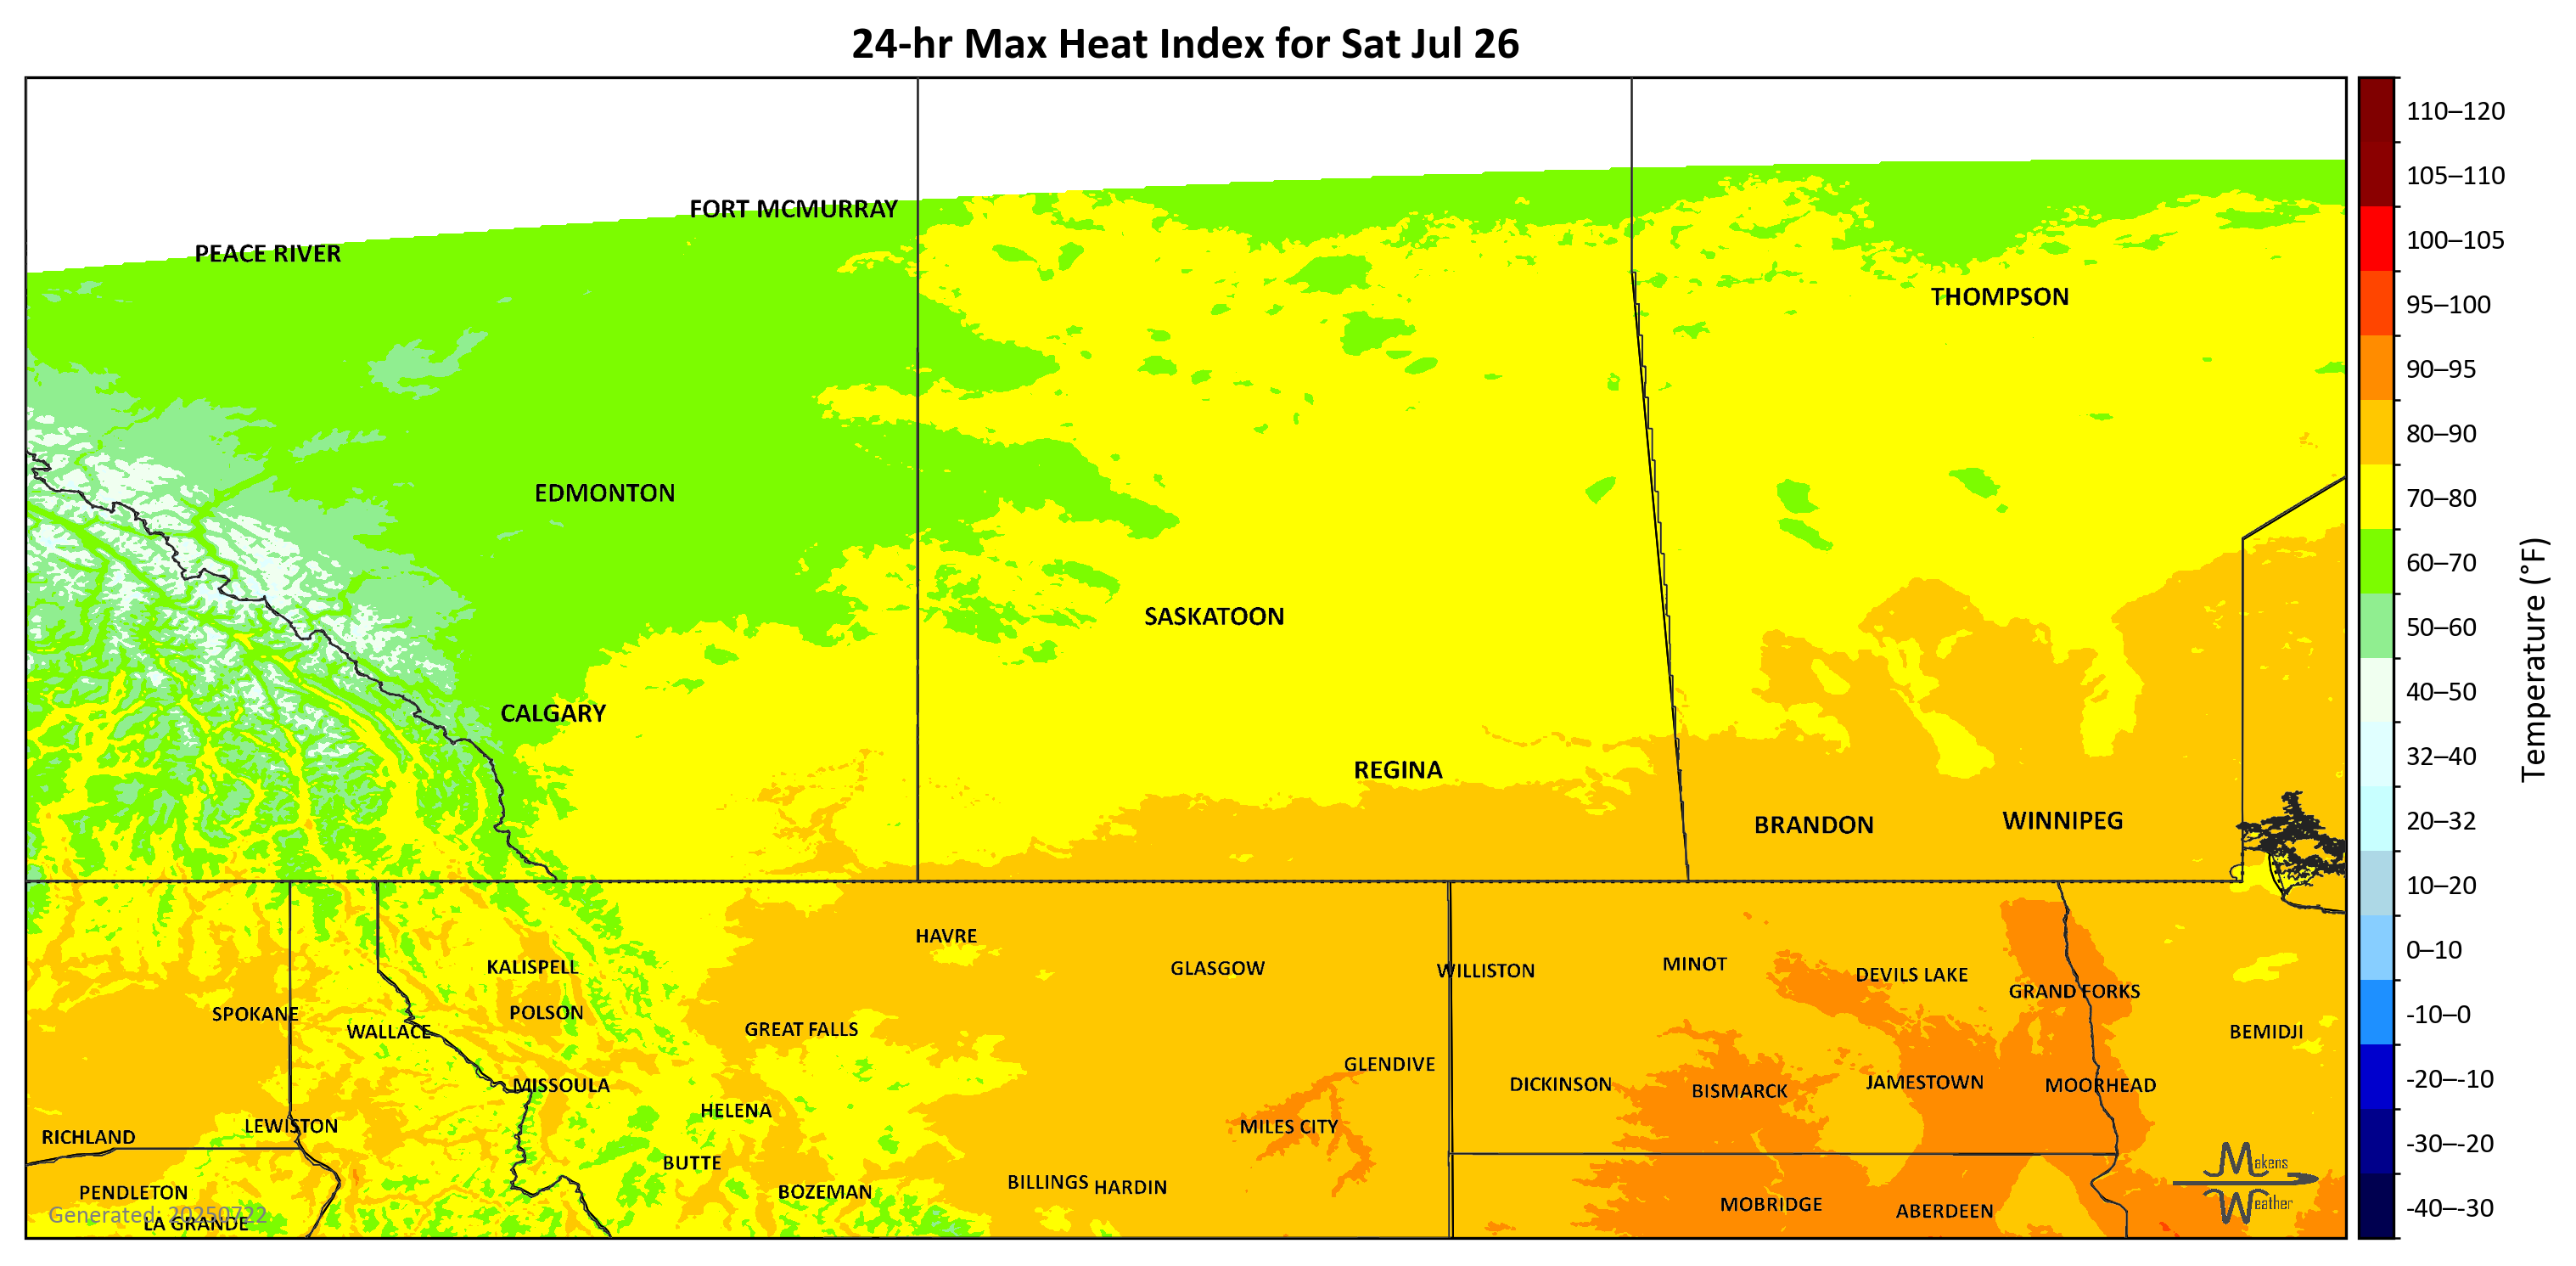 24-hr Max Heat Index for Sat Jul 26
FORT MCMURRAY
PEACE RIVER
THOMPSON
EDMONTON
SASKATOON
CALGARY
REGINA
BRANDON
WINNIPEG
HAVRE
KALISPELL
GLASGOW
WILLISTON
MINOT
DEVILS LAKE
GRAND FORKS
SPOKANE
POLSON
WALLACE
GREAT FALLS
BEMIDJI
GLENDIVE
MISSOULA
DICKINSON
BISMARCK
JAMESTOWN
MOORHEAD
HELENA
LEWISTON
MILES CITY
RICHLAND
BUTTE
PENDLETON
BOZEMAN
BILLINGS
HARDIN
MOBRIDGE
ABERDEEN
Generated: 20250722
LA GRANDE
Makens
Weather
110–120
105–110
100–105
95–100
90–95
80–90
70–80
60–70
50–60
40–50
32–40
20–32
10–20
0–10
-10–0
-20–-10
-30–-20
-40–-30
Temperature (°F)